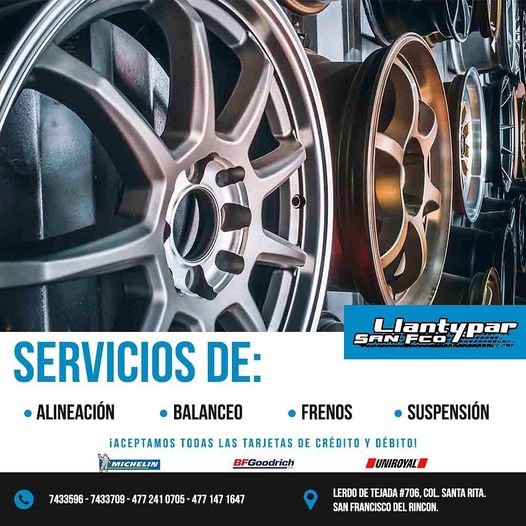 Llantypar
SAN FCO
SERVICIOS DE:
• ALINEACIÓN • BALANCEO • FRENOS • SUSPENSIÓN
¡ACEPTAMOS TODAS LAS TARJETAS DE CRÉDITO Y DÉBITO!
MICHELIN BFGoodrich UNIROYAL
7433596 - 7433709 - 477 241 0705 - 477 147 1647
LERDO DE TEJADA #706, COL. SANTA RITA.
SAN FRANCISCO DEL RINCON.